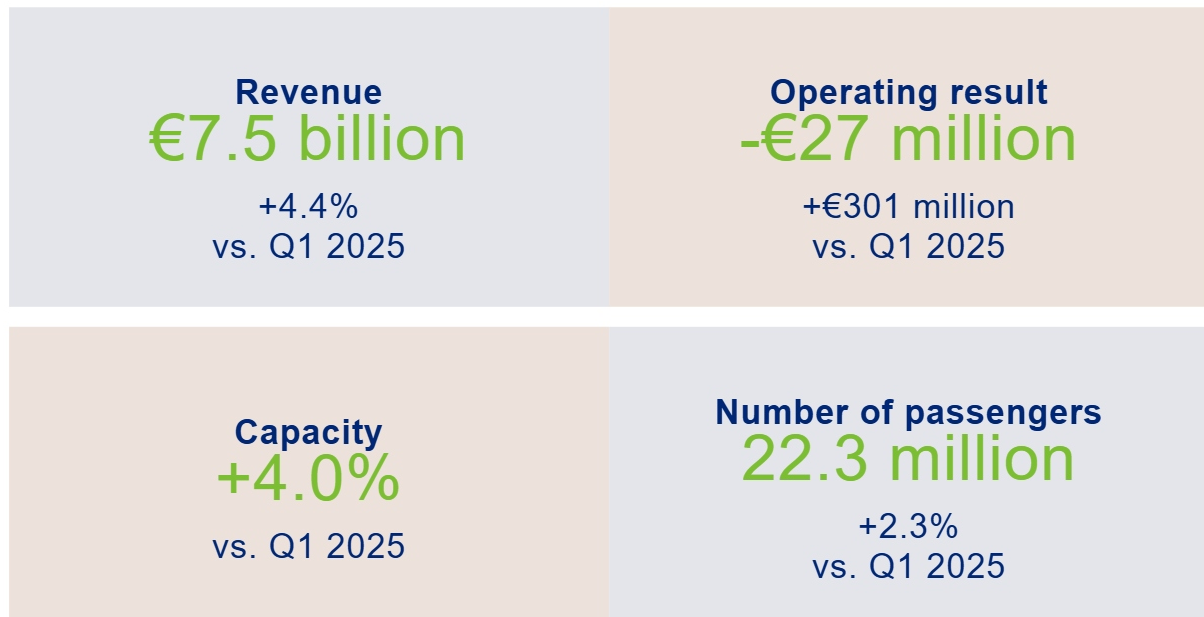 Revenue
€7.5 billion
+4.4%
vs. Q1 2025
Operating result
-€27 million
+€301 million
vs. Q1 2025
Capacity
+4.0%
vs. Q1 2025
Number of passengers
22.3 million
+2.3%
vs. Q1 2025